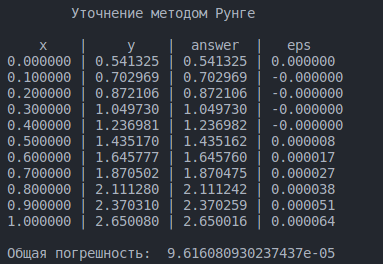 Уточнение методом Рунге
x | y | answer | eps
0.000000 | 0.541325 | 0.541325 | 0.000000
0.100000 | 0.702969 | 0.702969 | -0.000000
0.200000 | 0.872106 | 0.872106 | -0.000000
0.300000 | 1.049730 | 1.049730 | -0.000000
0.400000 | 1.236981 | 1.236982 | -0.000000
0.500000 | 1.435170 | 1.435162 | 0.000008
0.600000 | 1.645777 | 1.645760 | 0.000017
0.700000 | 1.870502 | 1.870475 | 0.000027
0.800000 | 2.111280 | 2.111242 | 0.000038
0.900000 | 2.370310 | 2.370259 | 0.000051
1.000000 | 2.650080 | 2.650016 | 0.000064
Общая погрешность: 9.616080930237437e-05